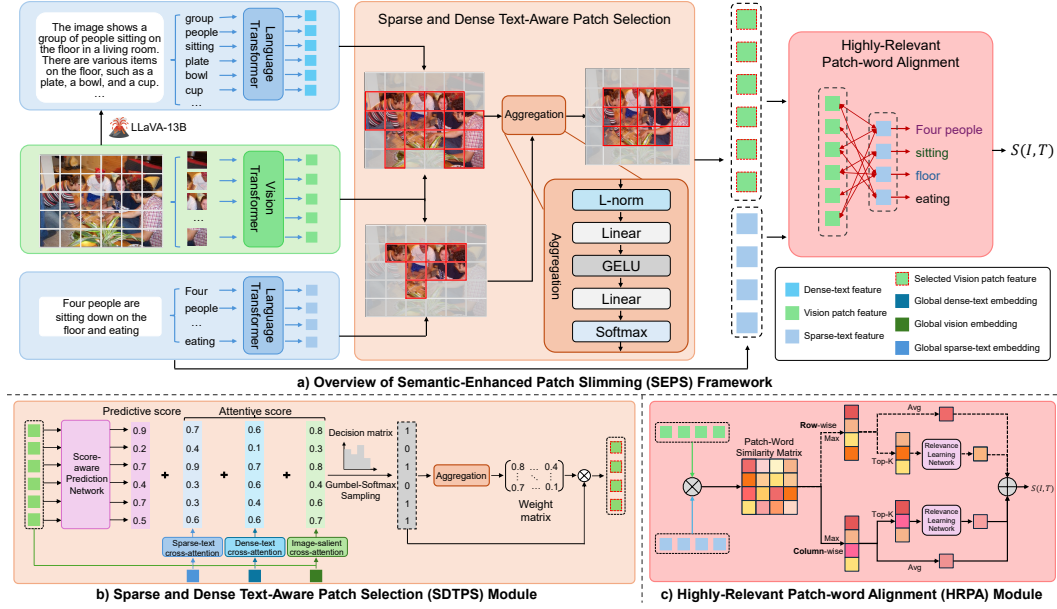 The image shows a
group of people sitting on
the floor in a living room.
There are various items
on the floor, such as a
plate, a bowl, and a cup.
...
group
people
sitting
plate
bowl
cup
...
Language
Transformer
LLaVA-13B
...
Vision
Transformer
Four people are
sitting down on the
floor and eating
Four
people
...
eating
Language
Transformer
Sparse and Dense Text-Aware Patch Selection
Aggregation
Aggregation
L-norm
Linear
GELU
Linear
Softmax
Highly-Relevant
Patch-word Alignment
Four people
sitting
floor
eating
S(I,T)
Dense-text feature
Vision patch feature
Sparse-text feature
Selected Vision patch feature
Global dense-text embedding
Global vision embedding
Global sparse-text embedding
a) Overview of Semantic-Enhanced Patch Slimming (SEPS) Framework
Predictive score
Attentive score
Score-
aware
Prediction
Network
0.9
0.2
0.4
0.3
0.7
0.5
+
0.7
0.4
0.9
0.3
0.3
0.6
+
0.6
0.1
0.7
0.6
0.4
0.6
+
0.8
0.3
0.8
0.4
0.6
0.7
Sparse-text
cross-attention
Dense-text
cross-attention
Image-salient
cross-attention
Decision matrix
Gumbel-Softmax
Sampling
1
0
1
0
1
1
Aggregation
0.8 ... 0.4
⋮ ⋱ ⋮
0.7 ... 0.1
Weight
matrix
b) Sparse and Dense Text-Aware Patch Selection (SDTPS) Module
Patch-Word
Similarity Matrix
Row-wise
Max
Avg
Top-K
Relevance
Learning
Network
Max
Column-wise
Top-K
Relevance
Learning
Network
Avg
S(I,T)
c) Highly-Relevant Patch-word Alignment (HRPA) Module